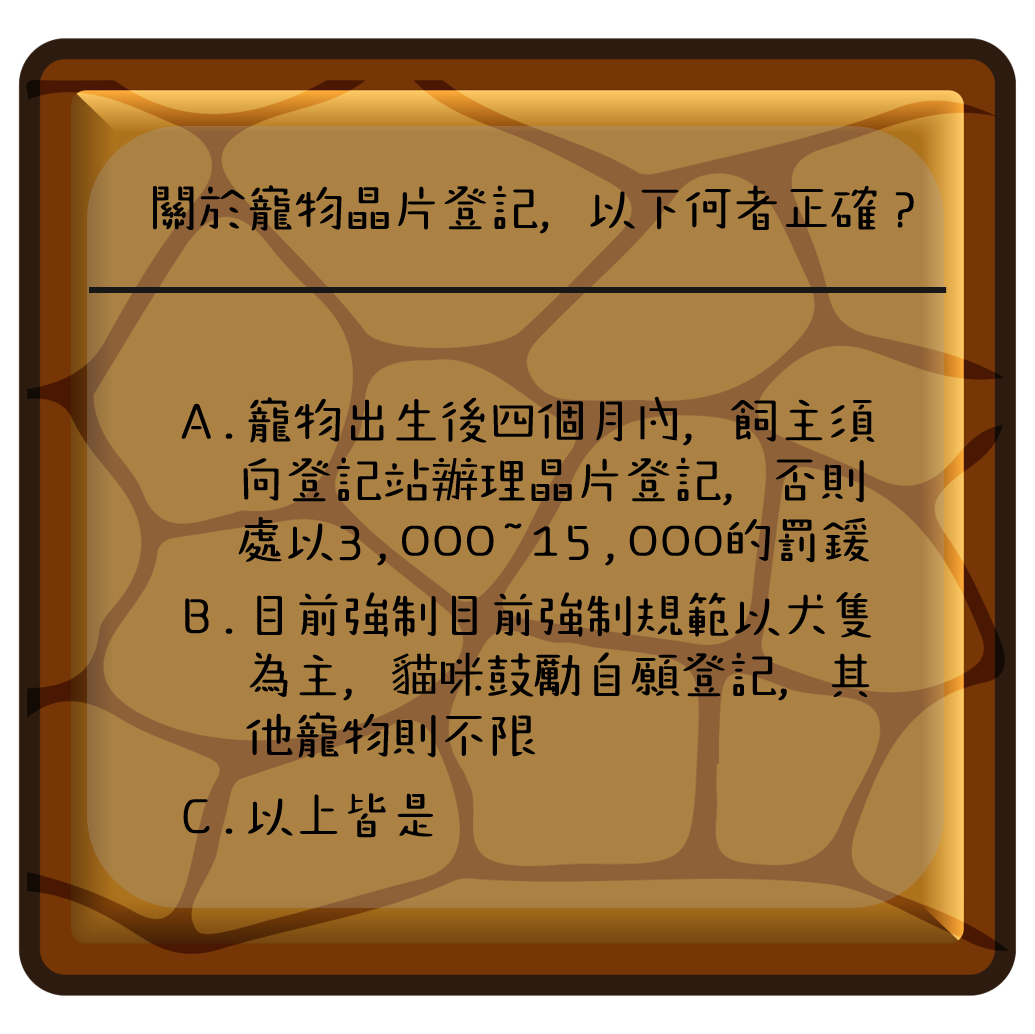 關於寵物晶片登記, 以下何者正確？
A.寵物出生後四個月內, 飼主須
向登記站辦理晶片登記, 否則
處以3,000~15,000的罰鍰
B.目前強制目前強制規範以犬隻
為主, 貓咪鼓勵自願登記, 其
他寵物則不限
C.以上皆是